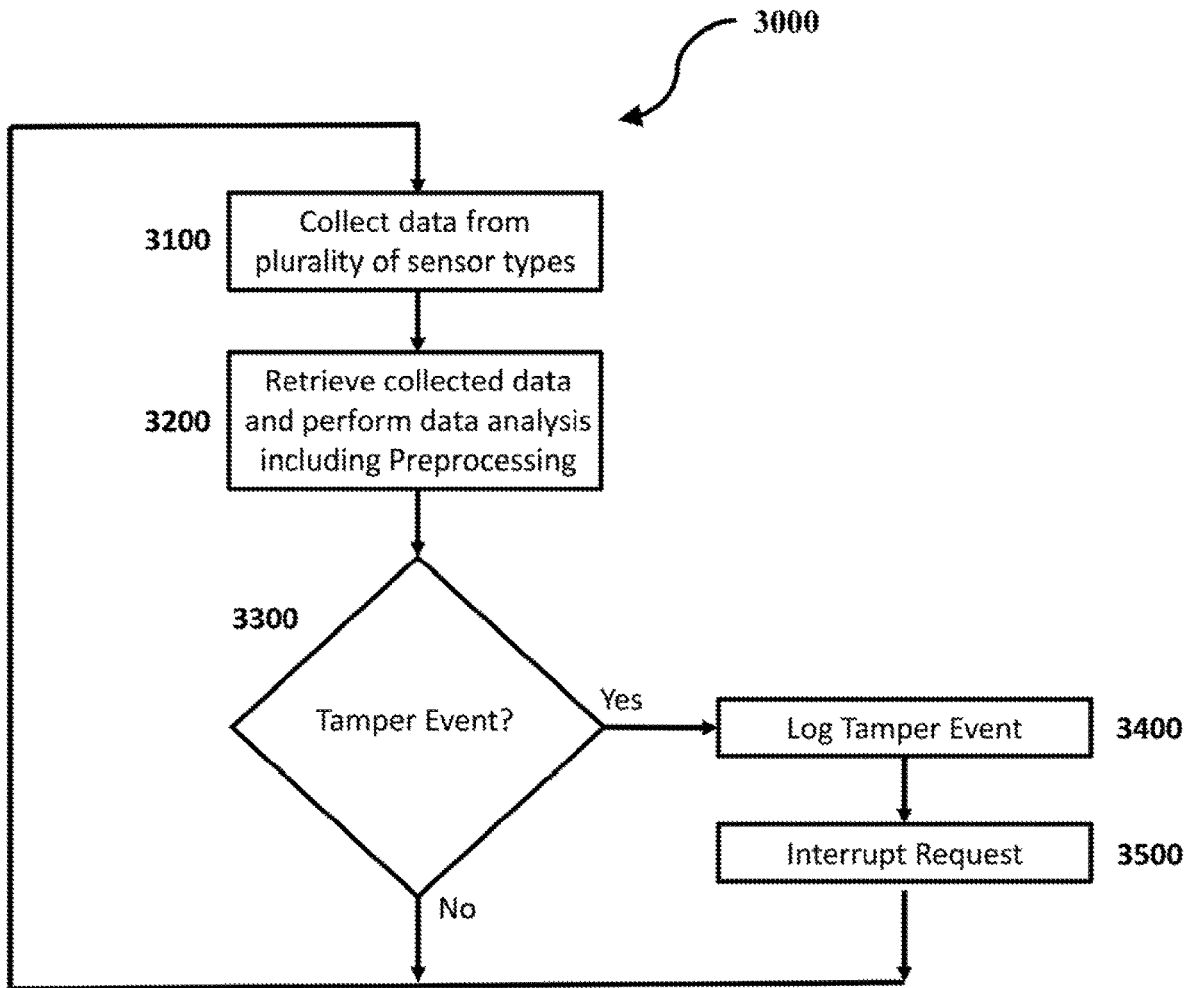 3000
3100
Collect data from
plurality of sensor types
3200
Retrieve collected data
and perform data analysis
including Preprocessing
3300
Tamper Event?
Yes
Log Tamper Event
3400
Interrupt Request
3500
No